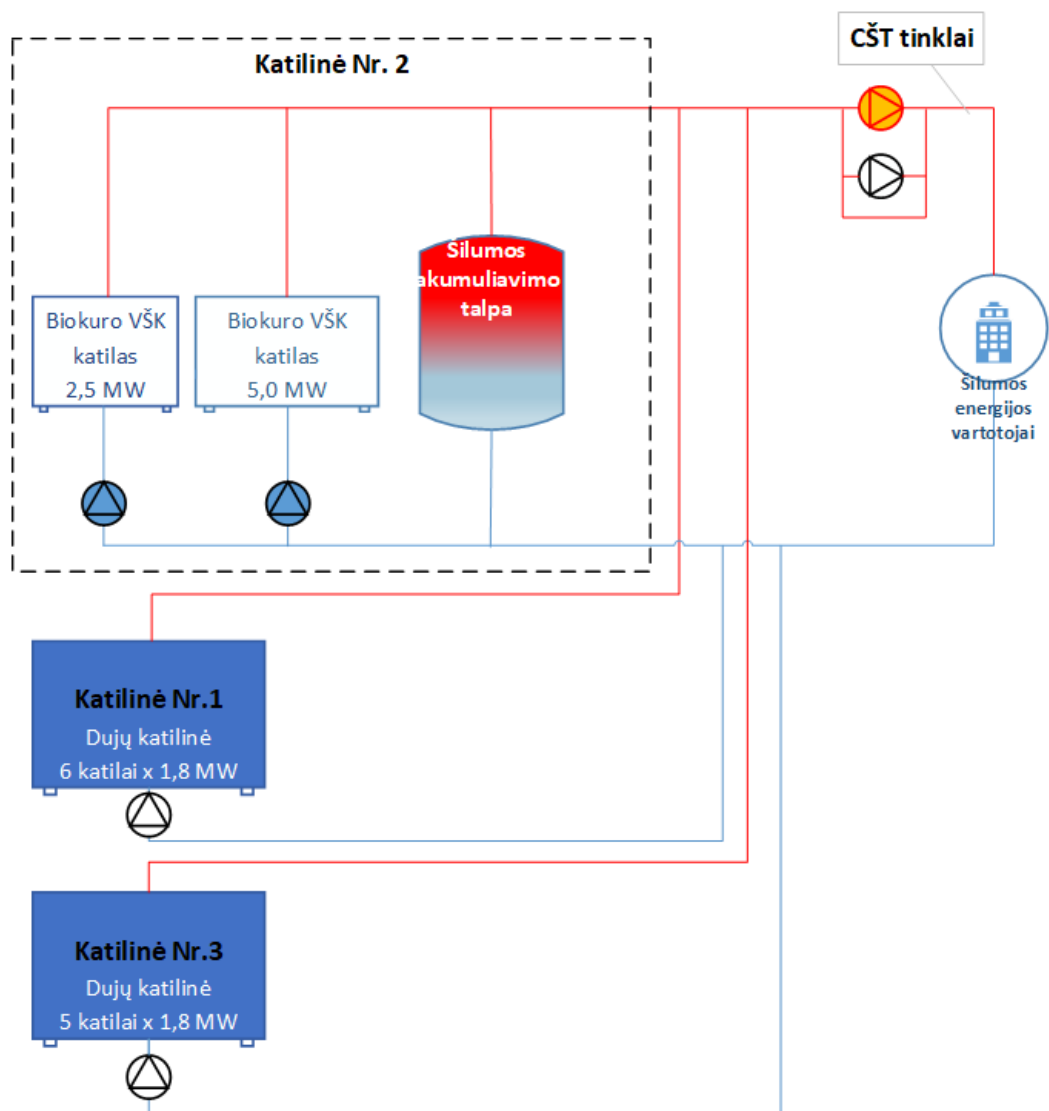 CŠT tinklai
Katilinė Nr. 2
Šilumos
akumuliavimo
talpa
Biokuro VŠK
katilas
2,5 MW
Biokuro VŠK
katilas
5,0 MW
Šilumos
energijos
vartotojai
Katilinė Nr.1
Dujų katilinė
6 katilai x 1,8 MW
Katilinė Nr.3
Dujų katilinė
5 katilai x 1,8 MW